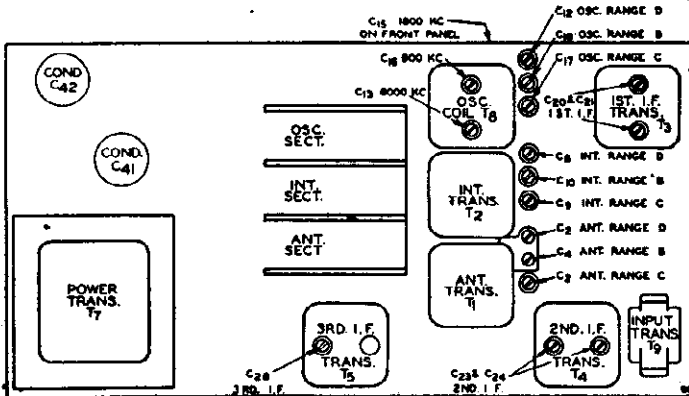 C12 OSC. RANGE D
C15 1800 KC
ON FRONT PANEL
C18 OSC. RANGE B
C17 OSC. RANGE C
COND
C42
C16 600 KC
C13 6000 KC
OSC.
COIL T8
C20 & C21
1ST. I.F.
1ST. I.F.
TRANS.
T3
OSC.
SECT.
COND.
C41
C8 INT. RANGE D
INT.
SECT.
INT.
TRANS.
T2
C10 INT. RANGE B
C9 INT. RANGE C
C2 ANT. RANGE D
ANT.
SECT
C4 ANT. RANGE B
ANT.
TRANS.
T1
C3 ANT. RANGE C
POWER
TRANS.
T7
3RD. I.F.
TRANS.
T5
2ND. I.F.
TRANS.
T4
INPUT
TRANS
T9
C28
3RD. I.F.
C23 & C24
2ND. I.F.